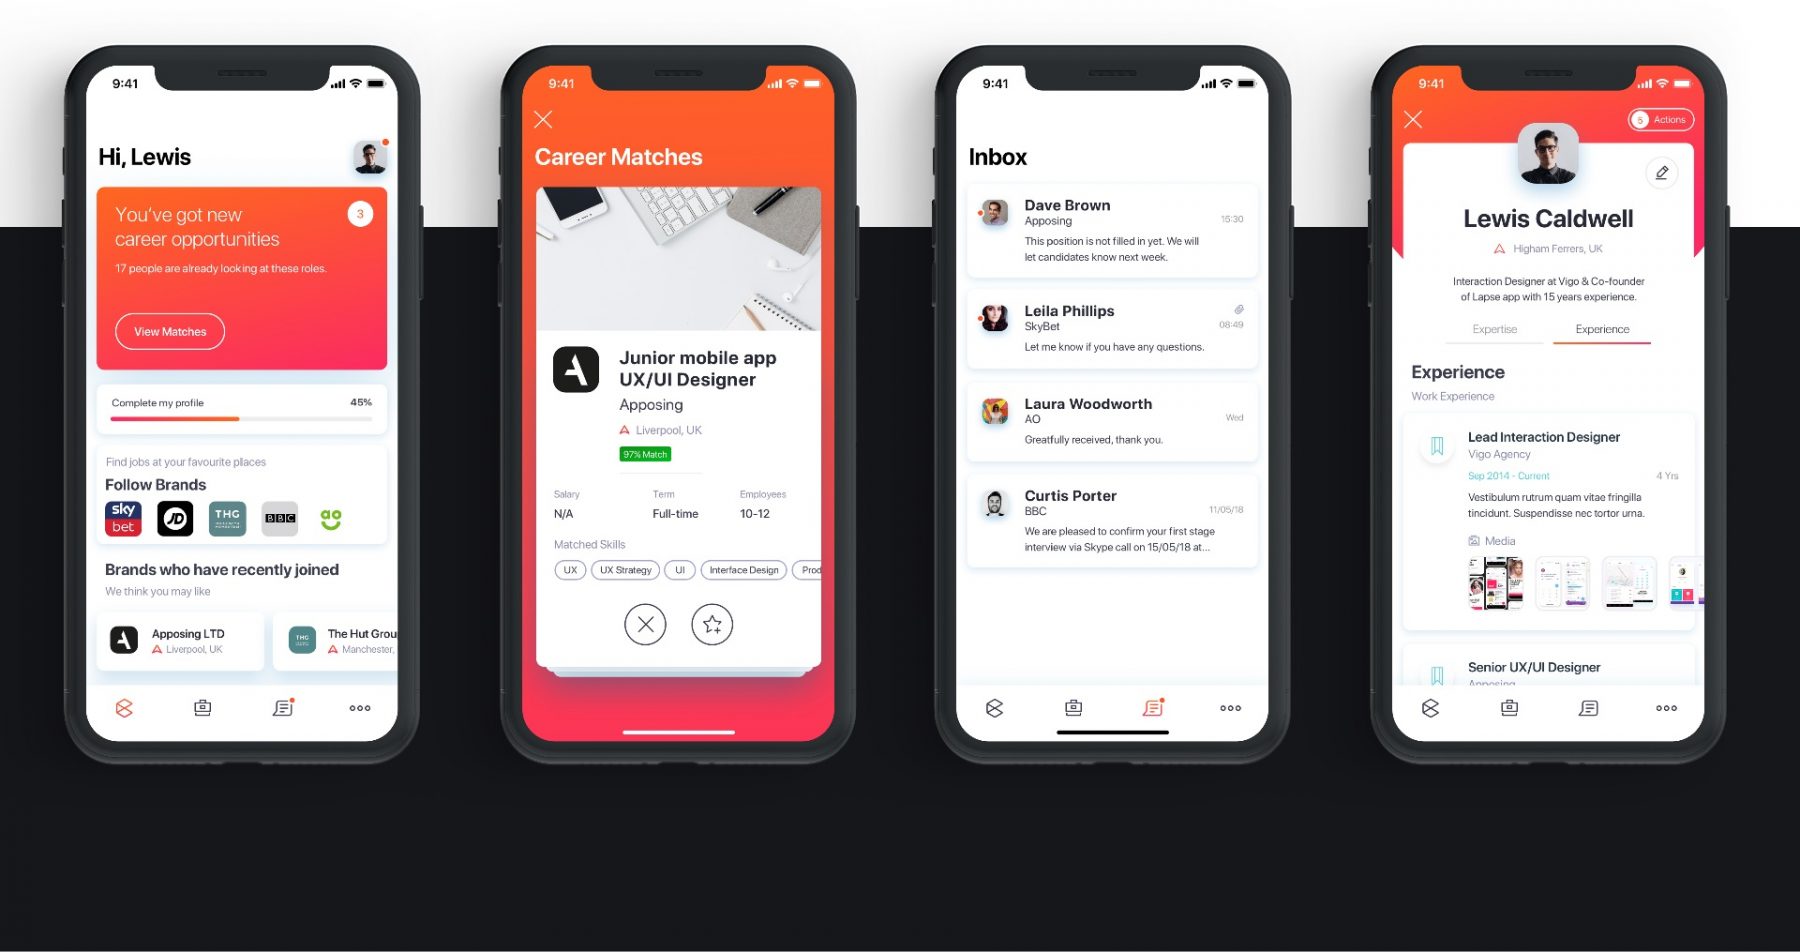 9:41
Hi, Lewis
You've got new
career opportunities
3
17 people are already looking at these roles.
View Matches
Complete my profile
45%
Find jobs at your favourite places
Follow Brands
sky
bet
JD
THG
BBC
ao
Brands who have recently joined
We think you may like
Apposing LTD
Liverpool, UK
THG
The Hut Grou
Manchester,
9:41
Career Matches
Junior mobile app
UX/UI Designer
Apposing
Liverpool, UK
97% Match
Salary
Term
Employees
N/A
Full-time
10-12
Matched Skills
UX
UX Strategy
UI
Interface Design
Prod
9:41
Inbox
Dave Brown
Apposing
15:30
This position is not filled in yet. We will
let candidates know next week.
Leila Phillips
SkyBet
08:49
Let me know if you have any questions.
Laura Woodworth
AO
Wed
Greatfully received, thank you.
Curtis Porter
BBC
11/05/18
We are pleased to confirm your first stage
interview via Skype call on 15/05/18 at...
9:41
5 Actions
Lewis Caldwell
Higham Ferrers, UK
Interaction Designer at Vigo & Co-founder
of Lapse app with 15 years experience.
Expertise
Experience
Experience
Work Experience
Lead Interaction Designer
Vigo Agency
Sep 2014 - Current
4 Yrs
Vestibulum rutrum quam vitae fringilla
tincidunt. Suspendisse nec tortor urna.
Media
Senior UX/UI Designer
Apposing